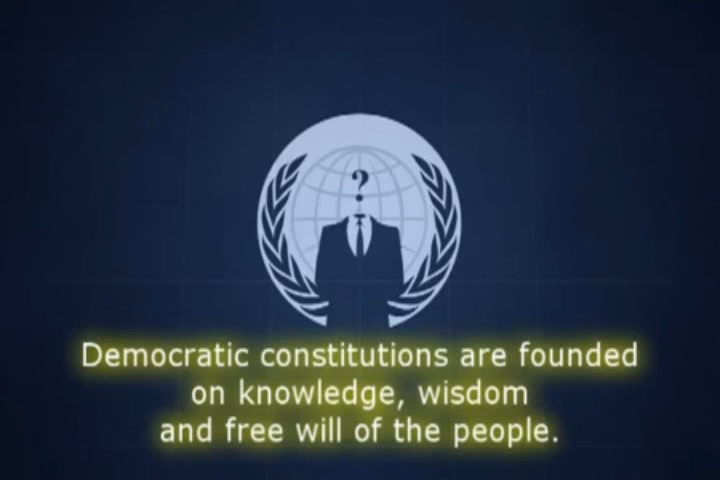 ?
Democratic constitutions are founded
on knowledge, wisdom
and free will of the people.